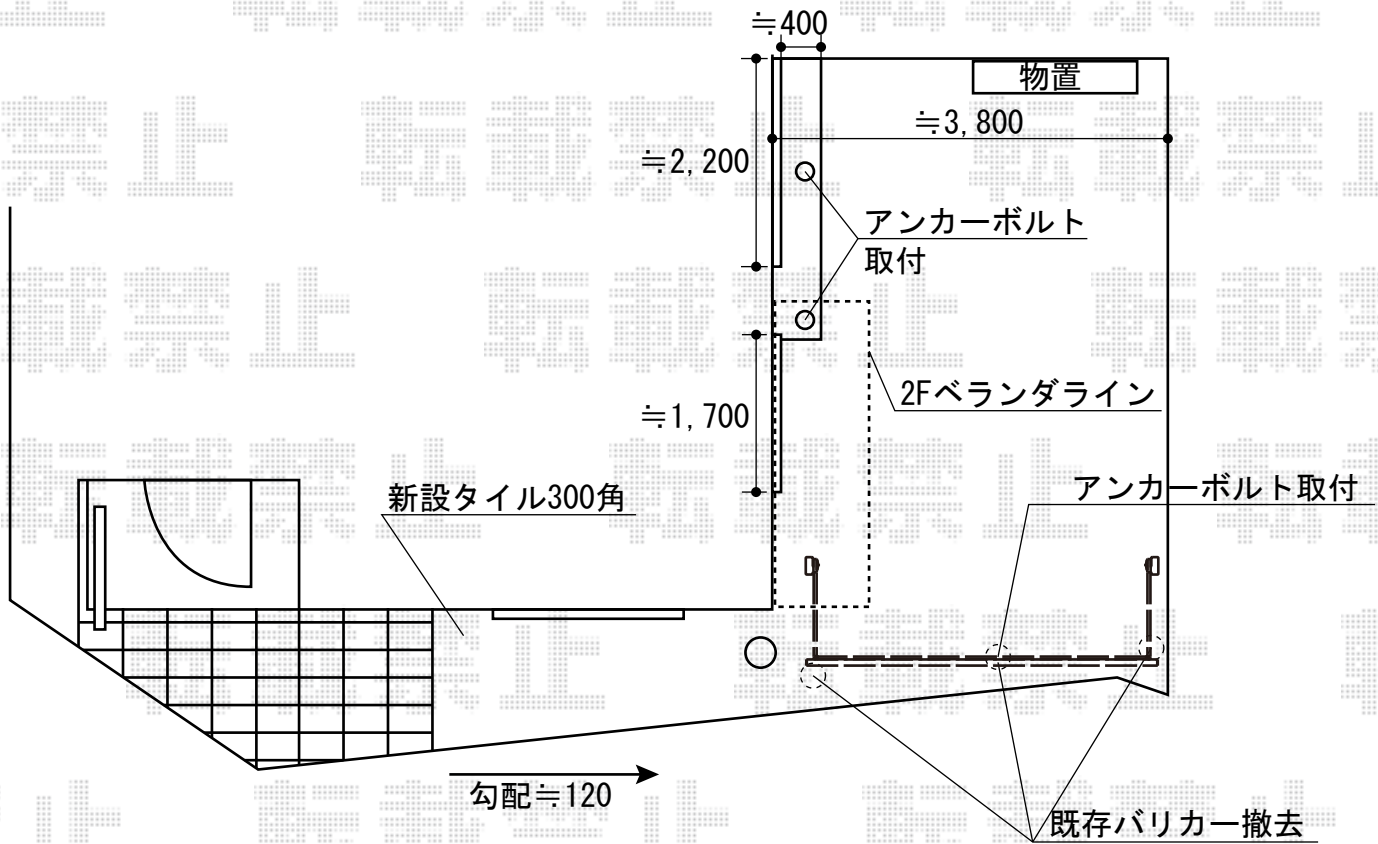 ≒400
物置
≒3,800
≒2,200
アンカーボルト
取付
2Fベランダライン
≒1,700
アンカーボルト取付
新設タイル300角
勾配≒120
既存バリカー撤去
転載禁止